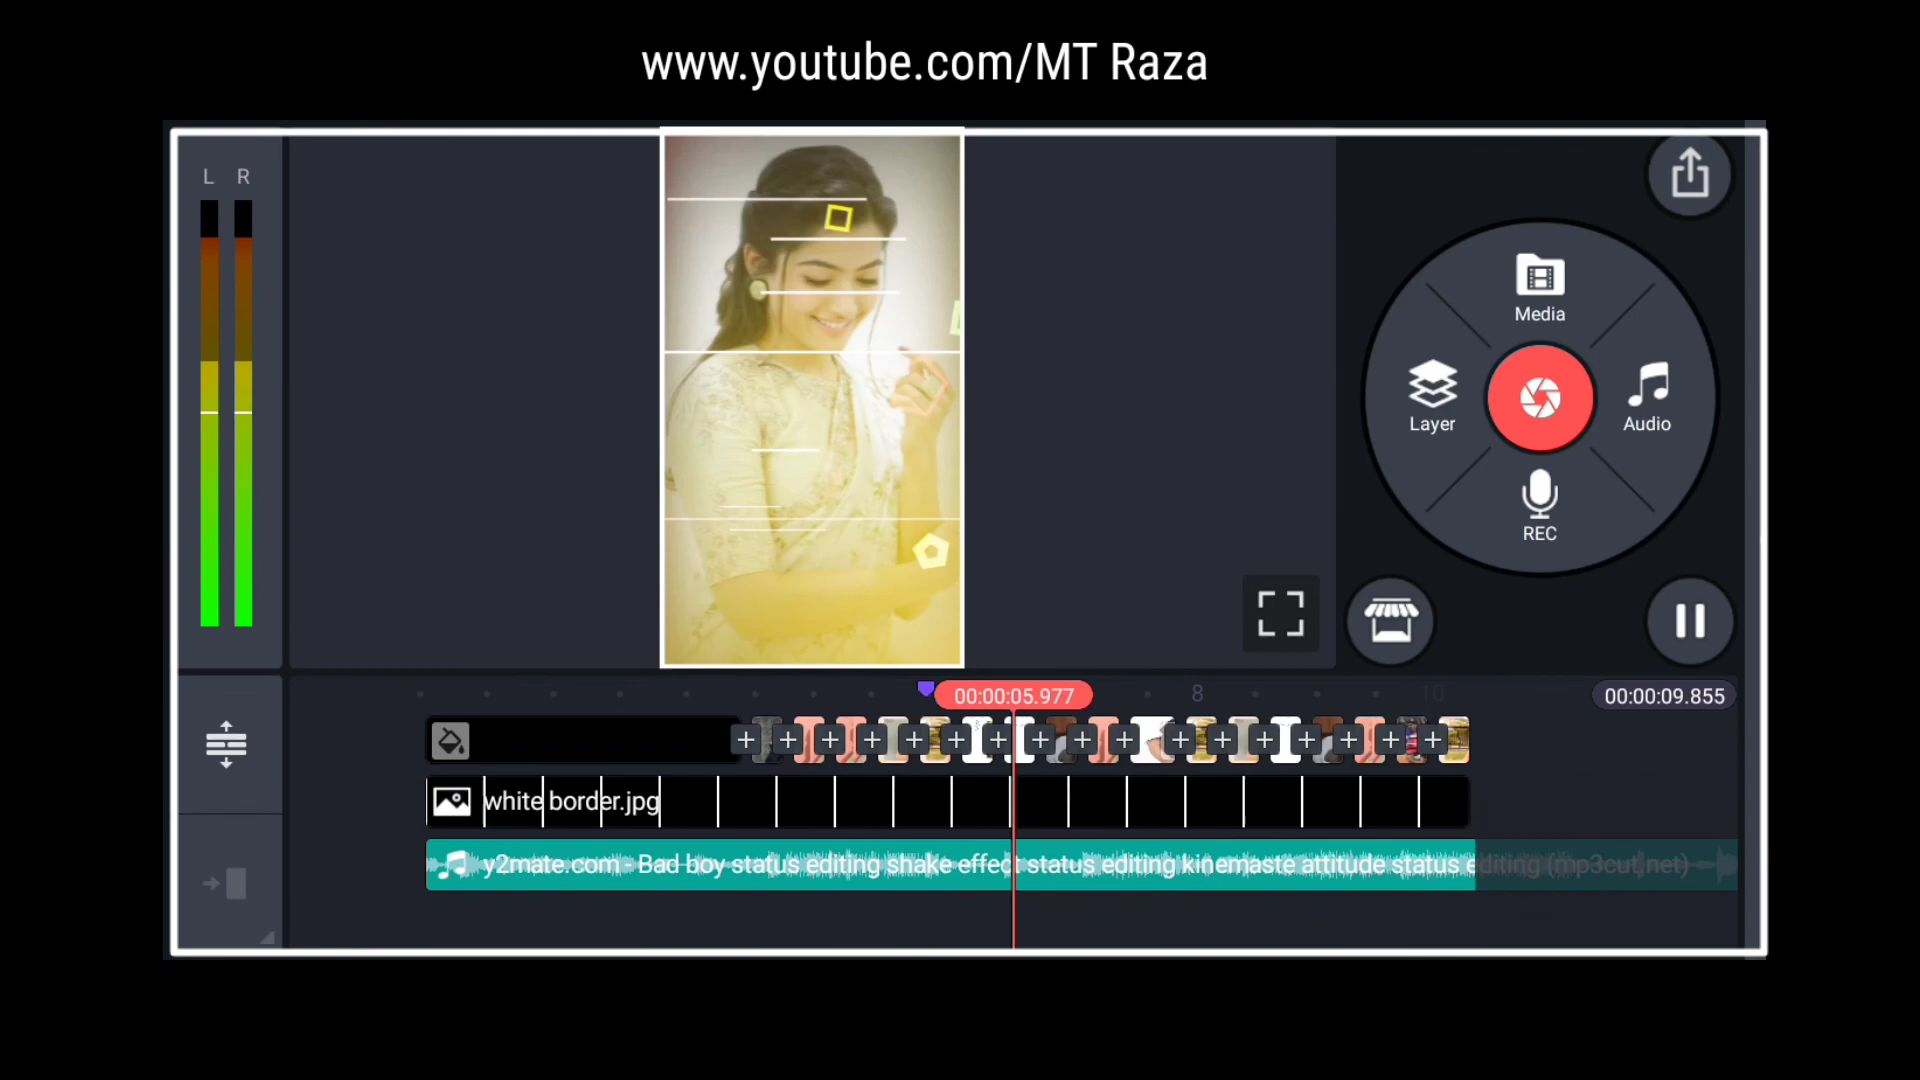 www.youtube.com/MT Raza
L R
Media
Layer
Audio
REC
00:00:05.977
8
10
00:00:09.855
white border.jpg
y2mate.com - Bad boy status editing shake effect status editing kinemaste attitude status editing (mp3cut.net)